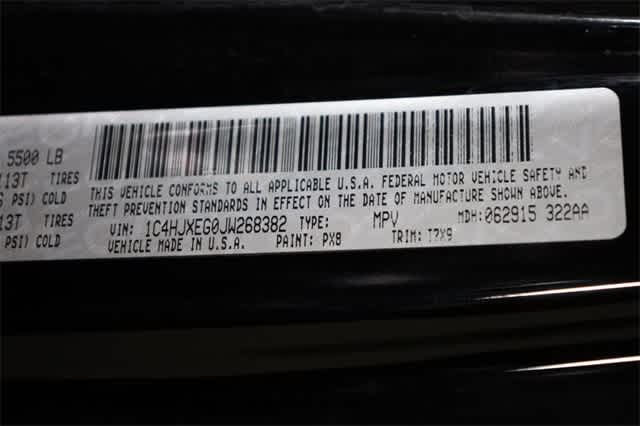 5500 LB
13T TIRES
PSI) COLD
13T TIRES
PSI) COLD
THIS VEHICLE CONFORMS TO ALL APPLICABLE U.S.A. FEDERAL MOTOR VEHICLE SAFETY AND
THEFT PREVENTION STANDARDS IN EFFECT ON THE DATE OF MANUFACTURE SHOWN ABOVE.
VIN: 1C4HJXEG0JW268382 TYPE: MPV MDH: 062915 322AA
VEHICLE MADE IN U.S.A. PAINT: PX8 TRIM: